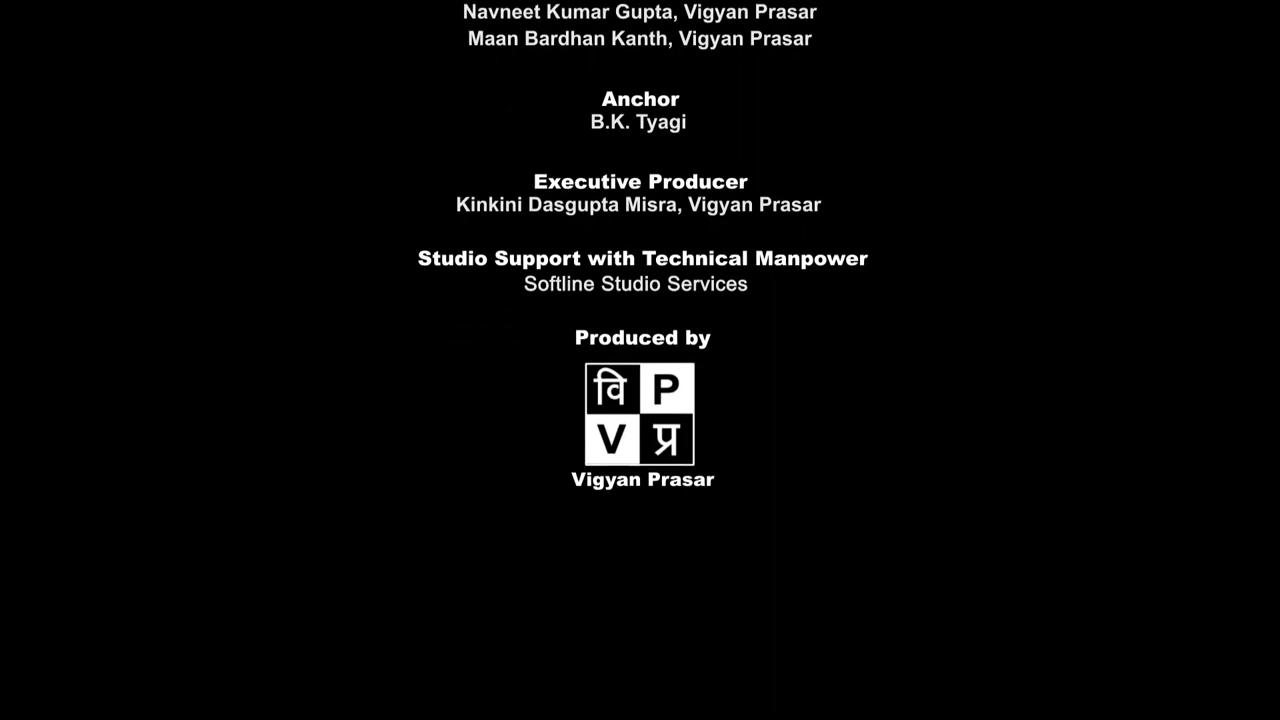 Navneet Kumar Gupta, Vigyan Prasar
Maan Bardhan Kanth, Vigyan Prasar
Anchor
B.K. Tyagi
Executive Producer
Kinkini Dasgupta Misra, Vigyan Prasar
Studio Support with Technical Manpower
Softline Studio Services
Produced by
वि P
V प्र
Vigyan Prasar